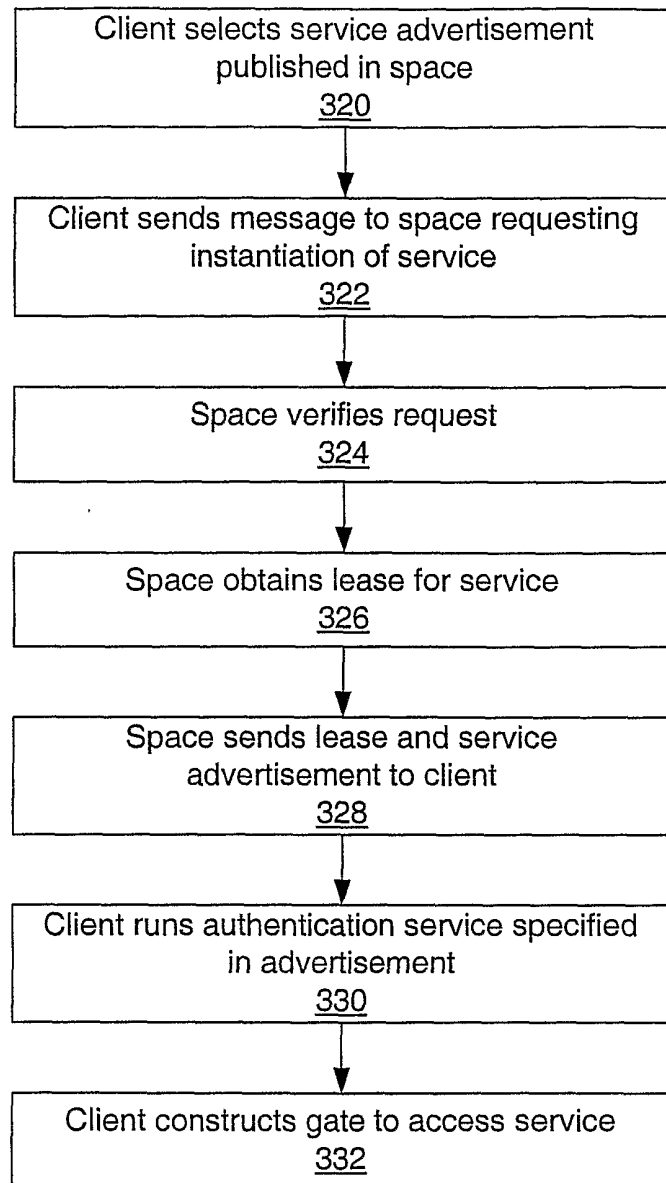 Client selects service advertisement
published in space
320
Client sends message to space requesting
instantiation of service
322
Space verifies request
324
Space obtains lease for service
326
Space sends lease and service
advertisement to client
328
Client runs authentication service specified
in advertisement
330
Client constructs gate to access service
332